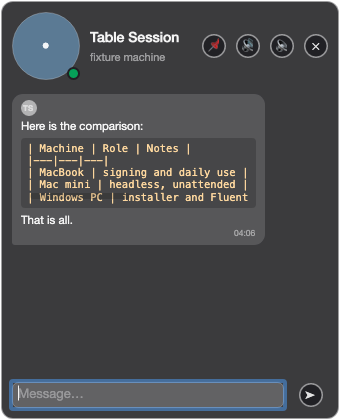 Table Session
fixture machine
TS
Here is the comparison:
| Machine | Role | Notes |
|———|———|———|
| MacBook | signing and daily use |
| Mac mini | headless, unattended |
| Windows PC | installer and Fluent
That is all.
04:06
Message…